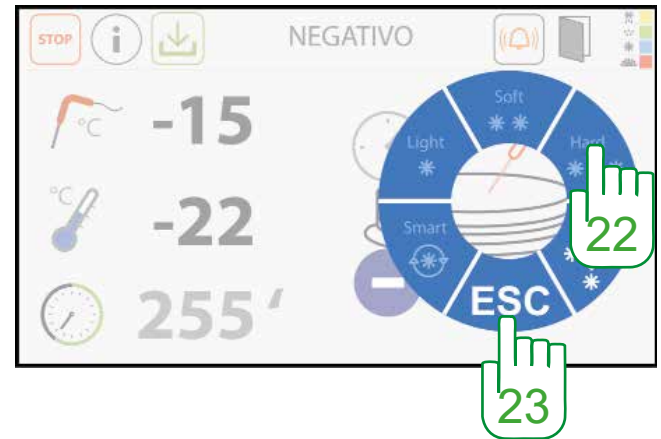 STOP
i
NEGATIVO
°C
-15
°C
-22
255 ′
Soft
Light
Hard
Smart
ESC
22
23